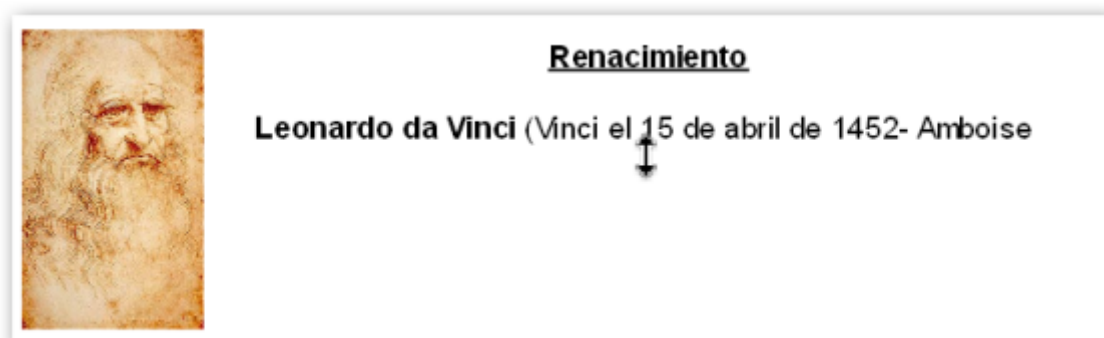 Renacimiento
Leonardo da Vinci (Vinci el 15 de abril de 1452- Amboise